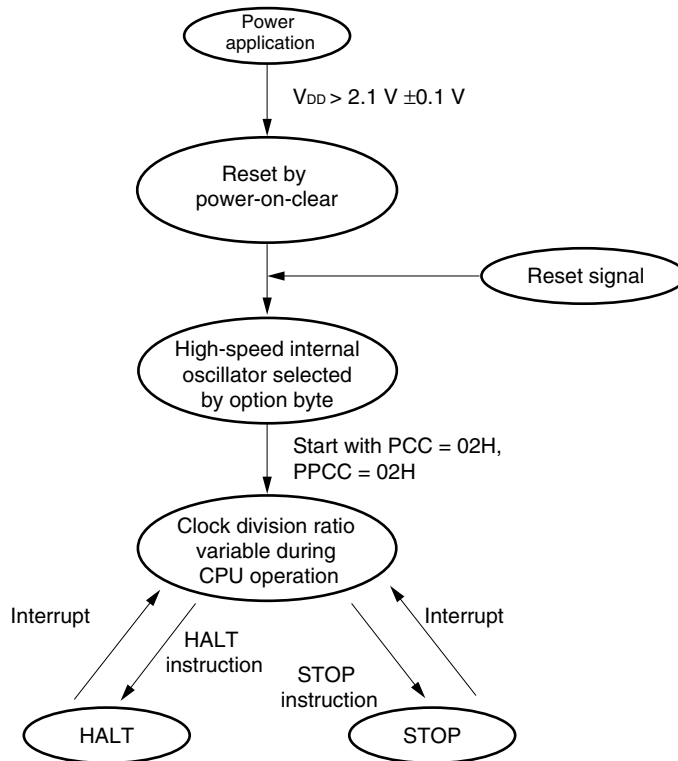 Power
application
VDD > 2.1 V ±0.1 V
Reset by
power-on-clear
Reset signal
High-speed internal
oscillator selected
by option byte
Start with PCC = 02H,
PPCC = 02H
Clock division ratio
variable during
CPU operation
Interrupt
HALT
instruction
STOP
instruction
Interrupt
HALT
STOP